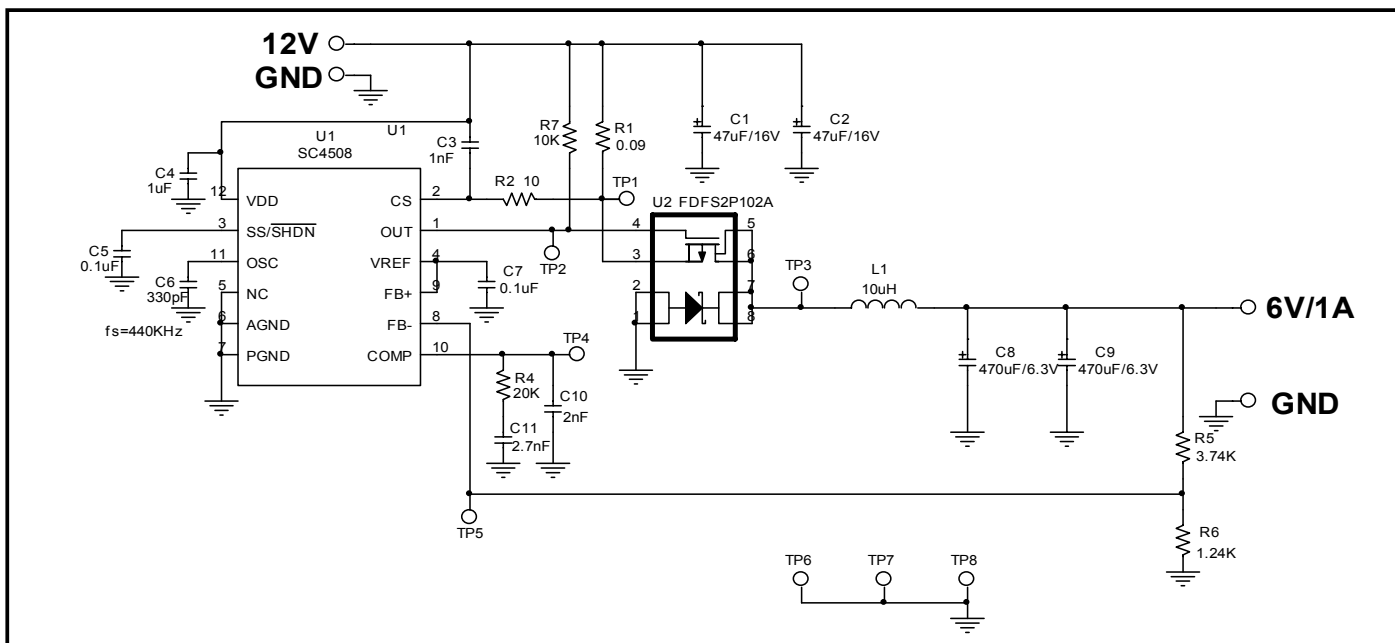 12V
GND
U1
SC4508
U1
C4
1uF
C3
1nF
R7
10K
R1
0.09
C1
47uF/16V
C2
47uF/16V
R2 10
TP1
U2 FDFS2P102A
12 VDD
CS 2
3 SS/SHDN
OUT 1
11 OSC
VREF 4
5 NC
FB+ 9
6 AGND
FB- 8
7 PGND
COMP 10
C5
0.1uF
C6
330pF
fs=440KHz
TP2
C7
0.1uF
4
3
2
1
5
6
7
8
TP3
L1
10uH
6V/1A
TP4
R4
20K
C10
2nF
C11
2.7nF
C8
470uF/6.3V
C9
470uF/6.3V
GND
R5
3.74K
TP5
R6
1.24K
TP6
TP7
TP8